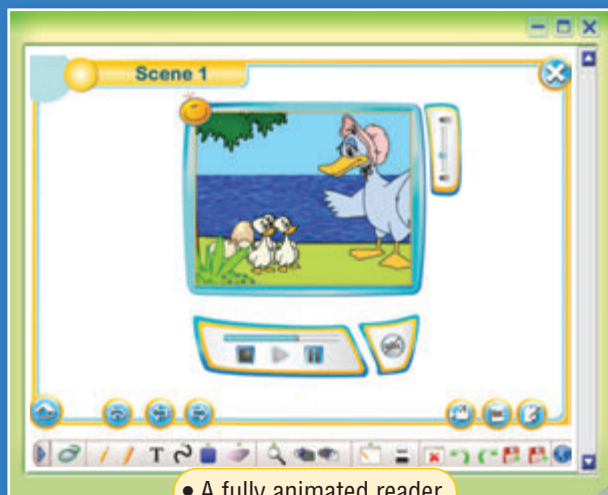 Scene 1
T
• A fully animated reader